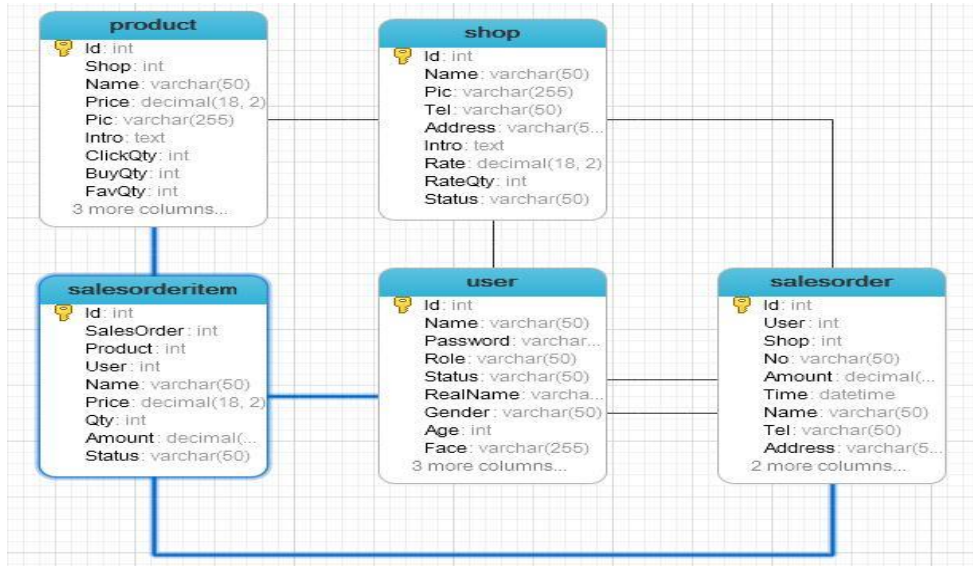 product
Id: int
Shop: int
Name: varchar(50)
Price: decimal(18, 2)
Pic: varchar(255)
Intro: text
ClickQty: int
BuyQty: int
FavQty: int
3 more columns...
shop
Id: int
Name: varchar(50)
Pic: varchar(255)
Tel: varchar(50)
Address: varchar(5...
Intro: text
Rate: decimal(18, 2)
RateQty: int
Status: varchar(50)
salesorderitem
Id: int
SalesOrder: int
Product: int
User: int
Name: varchar(50)
Price: decimal(18, 2)
Qty: int
Amount: decimal(...
Status: varchar(50)
user
Id: int
Name: varchar(50)
Password: varchar...
Role: varchar(50)
Status: varchar(50)
RealName: varcha...
Gender: varchar(50)
Age: int
Face: varchar(255)
3 more columns...
salesorder
Id: int
User: int
Shop: int
No: varchar(50)
Amount: decimal(...
Time: datetime
Name: varchar(50)
Tel: varchar(50)
Address: varchar(5...
2 more columns...